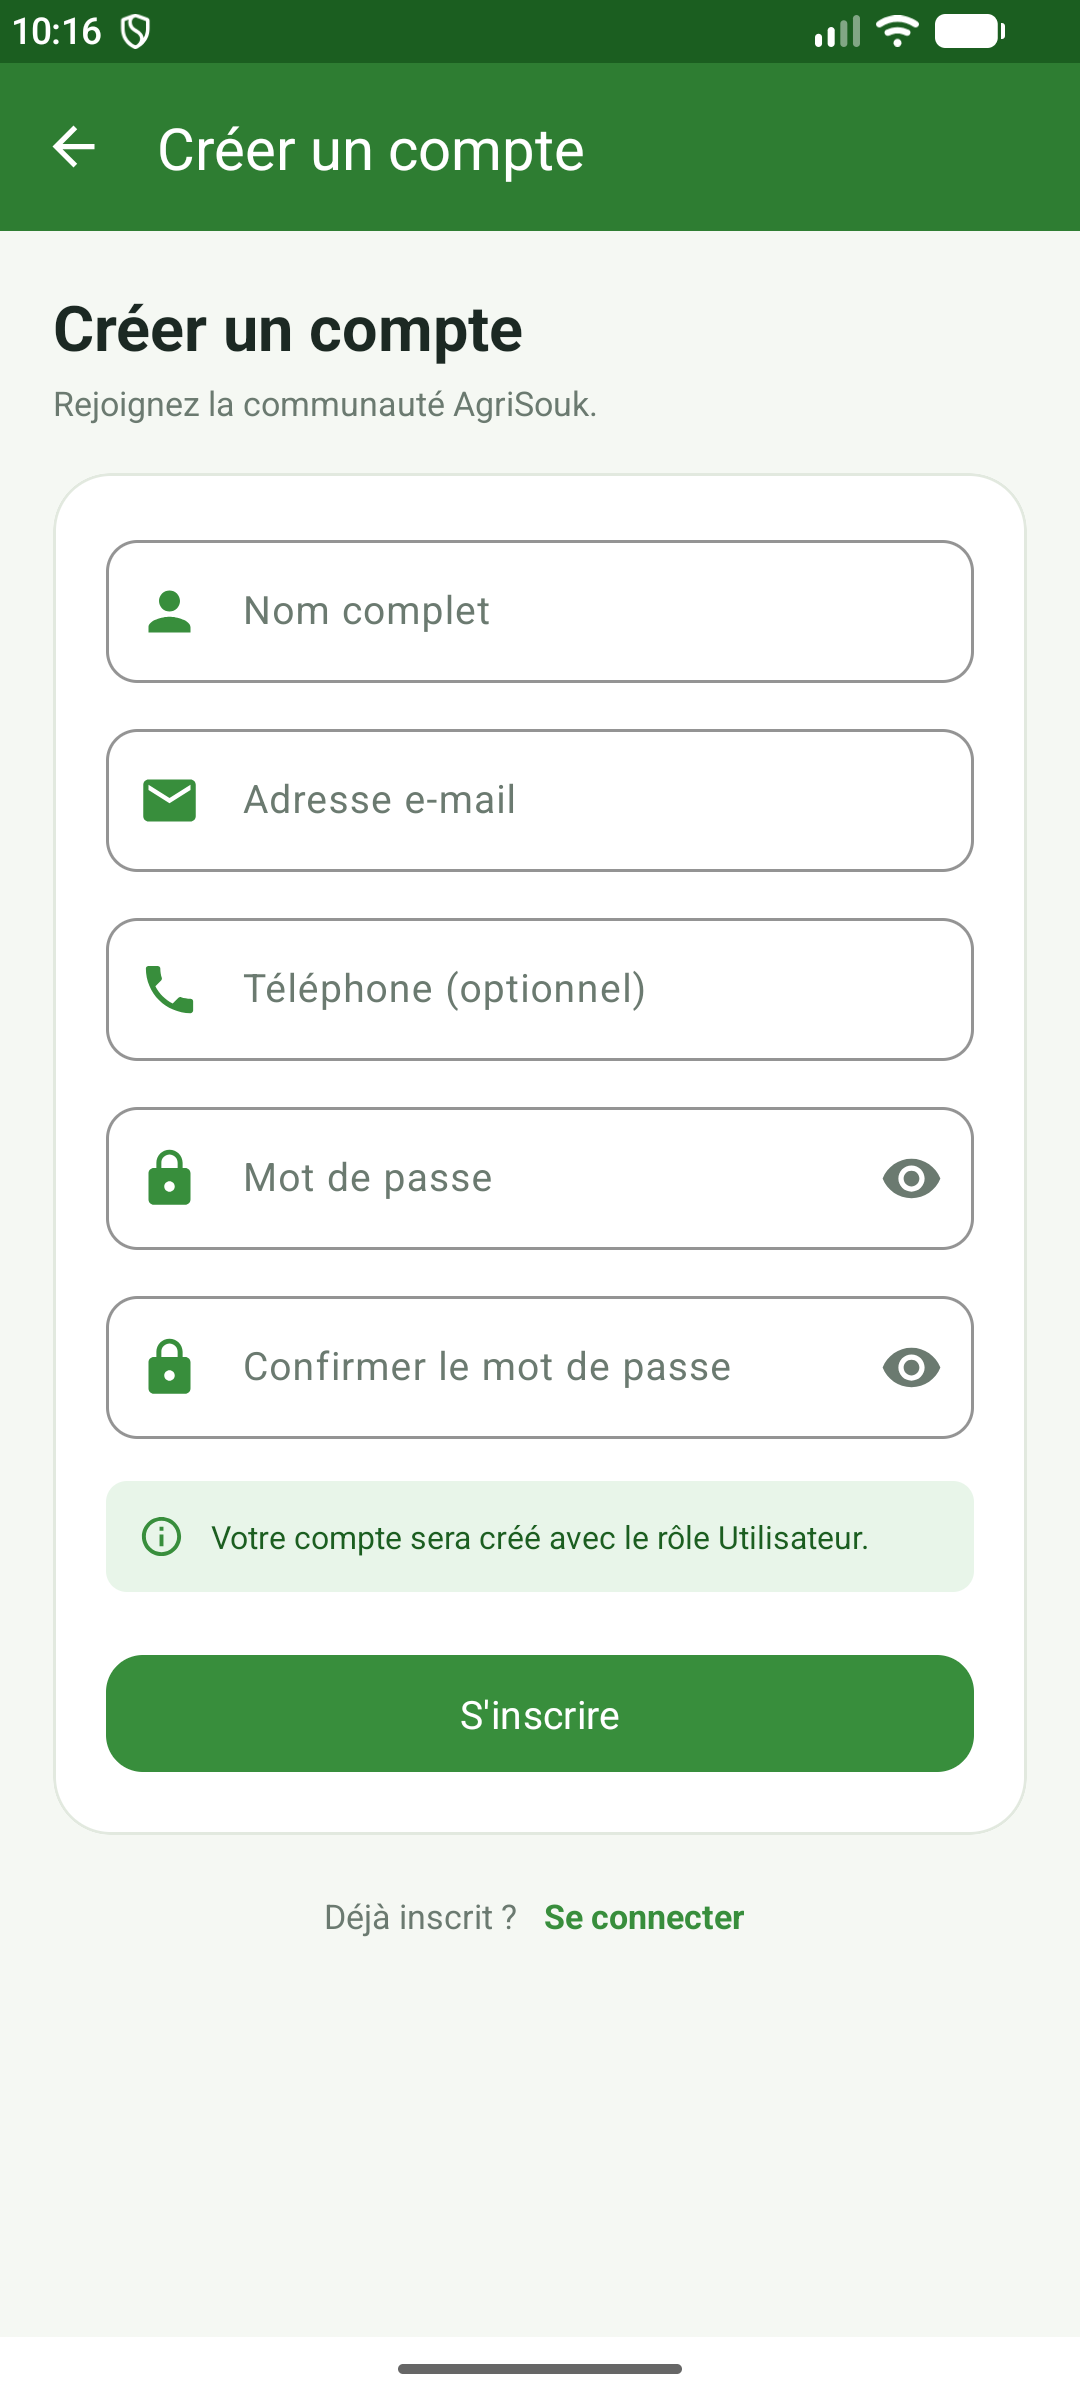 10:16
Créer un compte
Créer un compte
Rejoignez la communauté AgriSouk.
Nom complet
Adresse e-mail
Téléphone (optionnel)
Mot de passe
Confirmer le mot de passe
Votre compte sera créé avec le rôle Utilisateur.
S'inscrire
Déjà inscrit ? Se connecter